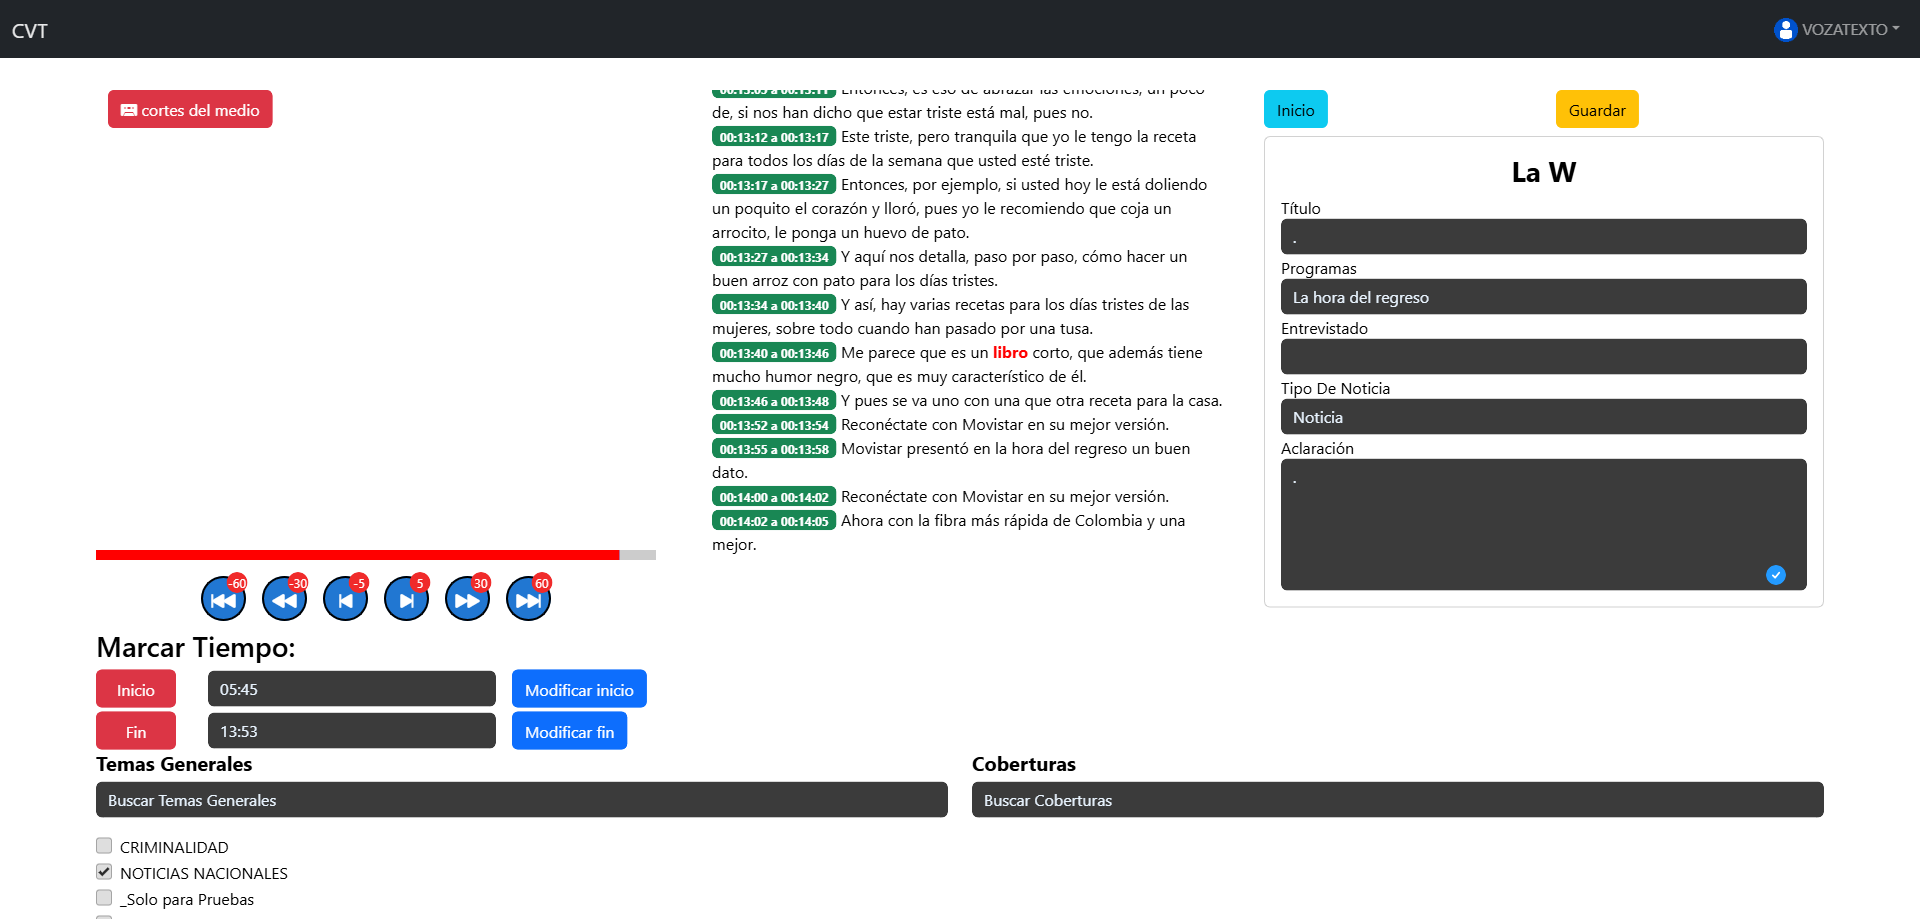 CVT
VOZATEXTO
cortes del medio
00:13:05 a 00:13:11 Entonces, es eso de abrazar las emociones, un poco
de, si nos han dicho que estar triste está mal, pues no.
00:13:12 a 00:13:17 Este triste, pero tranquila que yo le tengo la receta
para todos los días de la semana que usted esté triste.
00:13:17 a 00:13:27 Entonces, por ejemplo, si usted hoy le está doliendo
un poquito el corazón y lloró, pues yo le recomiendo que coja un
arrocito, le ponga un huevo de pato.
00:13:27 a 00:13:34 Y aquí nos detalla, paso por paso, cómo hacer un
buen arroz con pato para los días tristes.
00:13:34 a 00:13:40 Y así, hay varias recetas para los días tristes de las
mujeres, sobre todo cuando han pasado por una tusa.
00:13:40 a 00:13:46 Me parece que es un libro corto, que además tiene
mucho humor negro, que es muy característico de él.
00:13:46 a 00:13:48 Y pues se va uno con una que otra receta para la casa.
00:13:52 a 00:13:54 Reconéctate con Movistar en su mejor versión.
00:13:55 a 00:13:58 Movistar presentó en la hora del regreso un buen
dato.
00:14:00 a 00:14:02 Reconéctate con Movistar en su mejor versión.
00:14:02 a 00:14:05 Ahora con la fibra más rápida de Colombia y una
mejor.
Inicio
Guardar
La W
Título
.
Programas
La hora del regreso
Entrevistado
Tipo De Noticia
Noticia
Aclaración
.
-60
-30
-5
5
30
60
Marcar Tiempo:
Inicio
05:45
Modificar inicio
Fin
13:53
Modificar fin
Temas Generales
Buscar Temas Generales
CRIMINALIDAD
NOTICIAS NACIONALES
_Solo para Pruebas
Coberturas
Buscar Coberturas